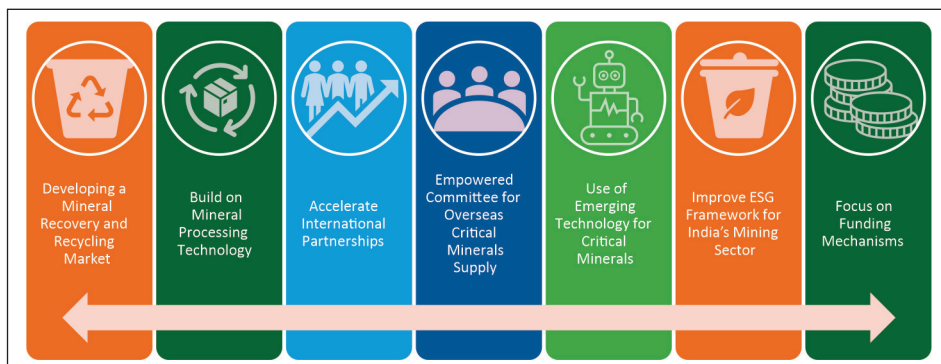 Developing a
Mineral
Recovery and
Recycling
Market
Build on
Mineral
Processing
Technology
Accelerate
International
Partnerships
Empowered
Committee for
Overseas
Critical
Minerals
Supply
Use of
Emerging
Technology for
Critical
Minerals
Improve ESG
Framework for
India's Mining
Sector
Focus on
Funding
Mechanisms